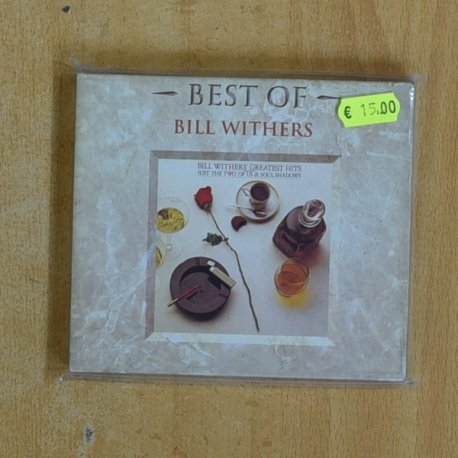 BEST OF
€ 15.00
BILL WITHERS
BILL WITHERS' GREATEST HITS
JUST THE TWO OF US & SOUL SHADOWS